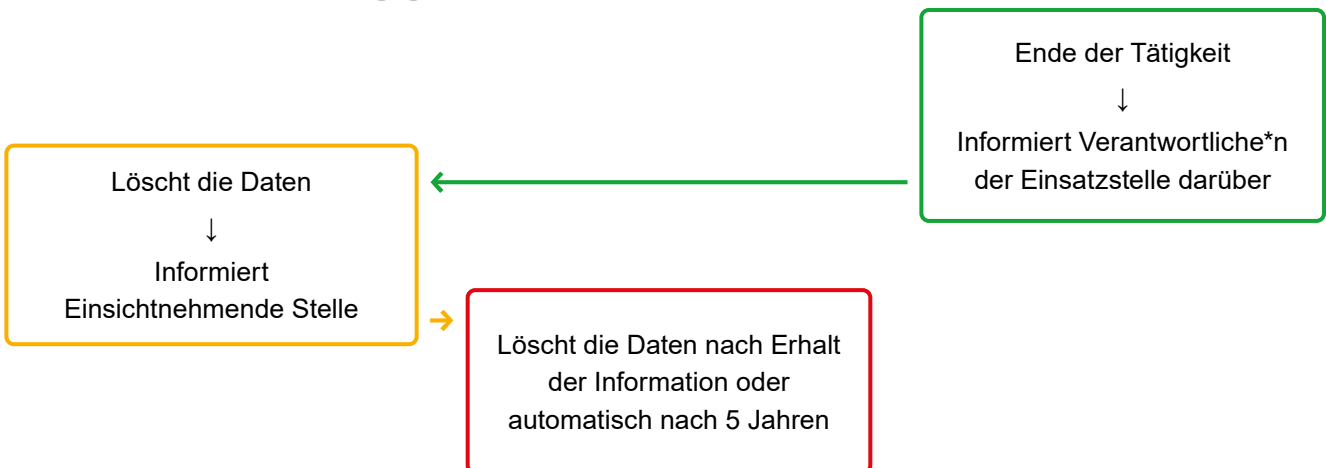 Ende der Tätigkeit
↓
Informiert Verantwortliche*n
der Einsatzstelle darüber
Löscht die Daten
↓
Informiert
Einsichtnehmende Stelle
Löscht die Daten nach Erhalt
der Information oder
automatisch nach 5 Jahren